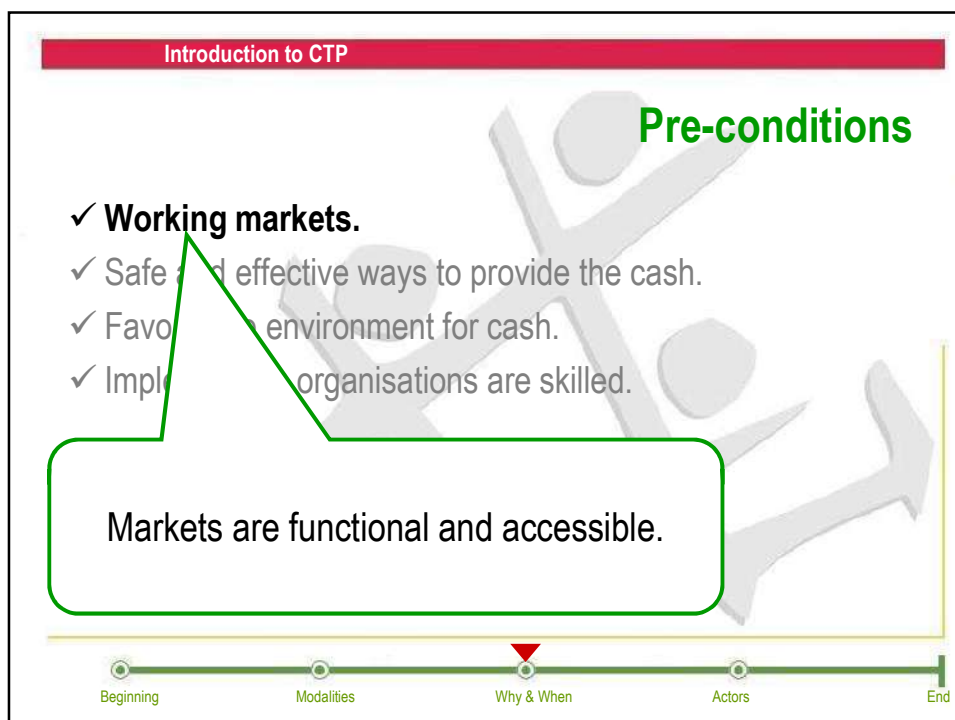 Introduction to CTP
Pre-conditions
✓ Working markets.
✓ Safe and effective ways to provide the cash.
✓ Favo environment for cash.
✓ Imple organisations are skilled.
Markets are functional and accessible.
Beginning
Modalities
Why & When
Actors
End